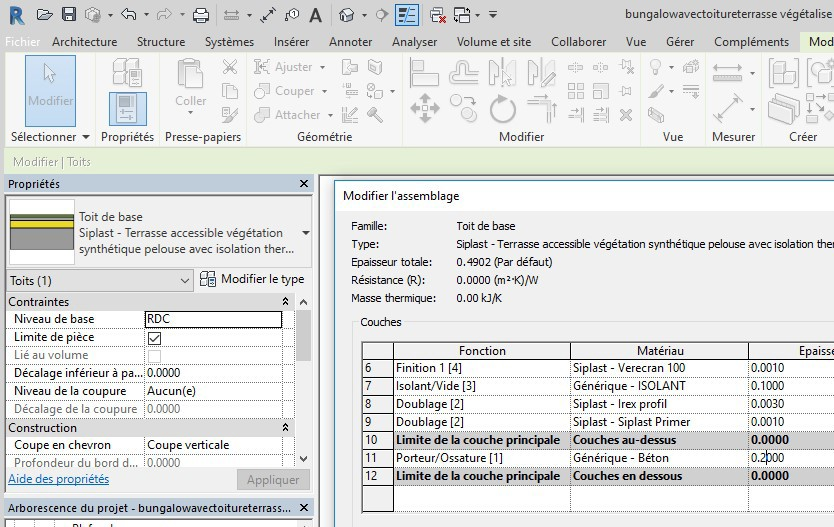 bungalowavectoitureterrasse végétalise
Fichier Architecture Structure Systèmes Insérer Annoter Analyser Volume et site Collaborer Vue Gérer Compléments Mod
Modifier
Coller
Ajuster
Couper
Attacher
Sélectionner Propriétés Presse-papiers Géométrie Modifier Vue Mesurer Créer
Modifier | Toits
Propriétés
Toit de base
Siplast - Terrasse accessible végétation
synthétique pelouse avec isolation ther...
Toits (1) Modifier le type
Contraintes
Niveau de base RDC
Limite de pièce
Lié au volume
Décalage inférieur à pa... 0.0000
Niveau de la coupure Aucun(e)
Décalage de la coupure 0.0000
Construction
Coupe en chevron Coupe verticale
Profondeur du bord d... 0.0000
Aide des propriétés Appliquer
Arborescence du projet - bungalowavectoitureterrass...
Modifier l'assemblage
Famille: Toit de base
Type: Siplast - Terrasse accessible végétation synthétique pelouse avec isolation ther
Epaisseur totale: 0.4902 (Par défaut)
Résistance (R): 0.0000 (m²·K)/W
Masse thermique: 0.00 kJ/K
Couches
Fonction Matériau Epaisse
6 Finition 1 [4] Siplast - Verecran 100 0.0010
7 Isolant/Vide [3] Générique - ISOLANT 0.1000
8 Doublage [2] Siplast - Irex profil 0.0030
9 Doublage [2] Siplast - Siplast Primer 0.0010
10 Limite de la couche principale Couches au-dessus 0.0000
11 Porteur/Ossature [1] Générique - Béton 0.2000
12 Limite de la couche principale Couches en dessous 0.0000